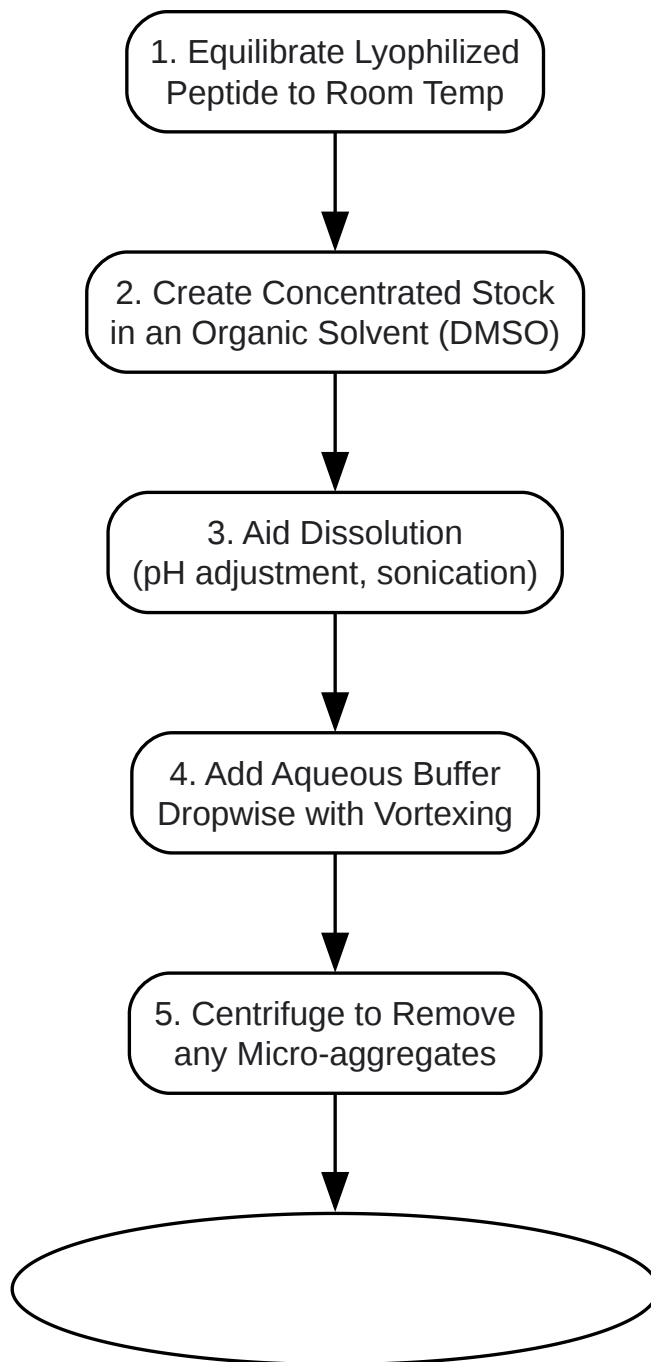 1. Equilibrate Lyophilized
Peptide to Room Temp
2. Create Concentrated Stock
in an Organic Solvent (DMSO)
3. Aid Dissolution
(pH adjustment, sonication)
4. Add Aqueous Buffer
Dropwise with Vortexing
5. Centrifuge to Remove
any Micro-aggregates